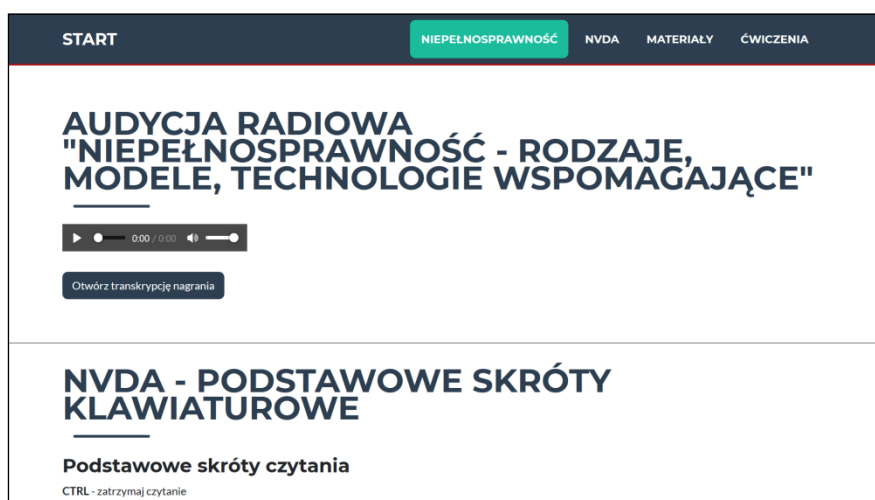 START
NIEPEŁNOSPRAWNOŚĆ NVDA MATERIAŁY ĆWICZENIA
AUDYCJA RADIOWA
"NIEPEŁNOSPRAWNOŚĆ - RODZAJE,
MODELE, TECHNOLOGIE WSPOMAGAJĄCE"
0:00 / 0:00
Otwórz transkrypcję nagrania
NVDA - PODSTAWOWE SKRÓTY
KLAWIATUROWE
Podstawowe skróty czytania
CTRL - zatrzymaj czytanie